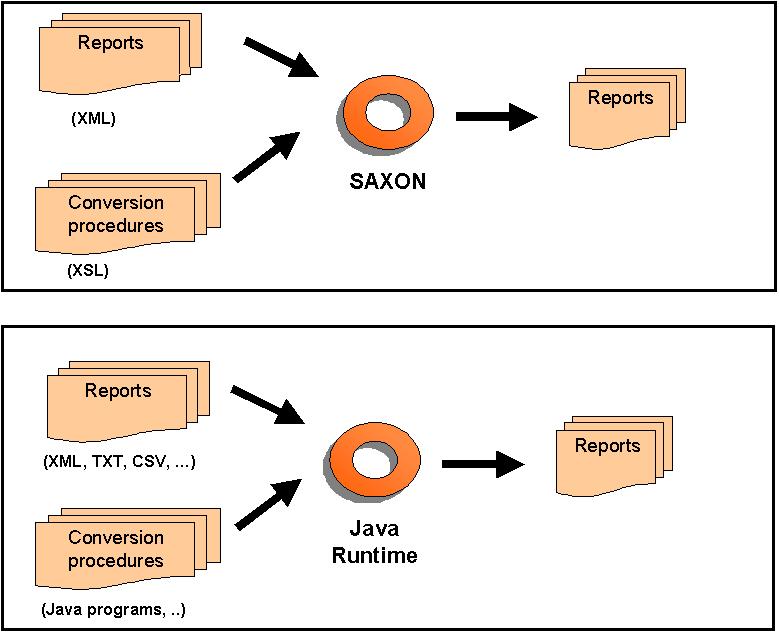 Reports
(XML)
SAXON
Reports
Conversion
procedures
(XSL)
Reports
(XML, TXT, CSV, ...)
Java
Runtime
Reports
Conversion
procedures
(Java programs, ..)